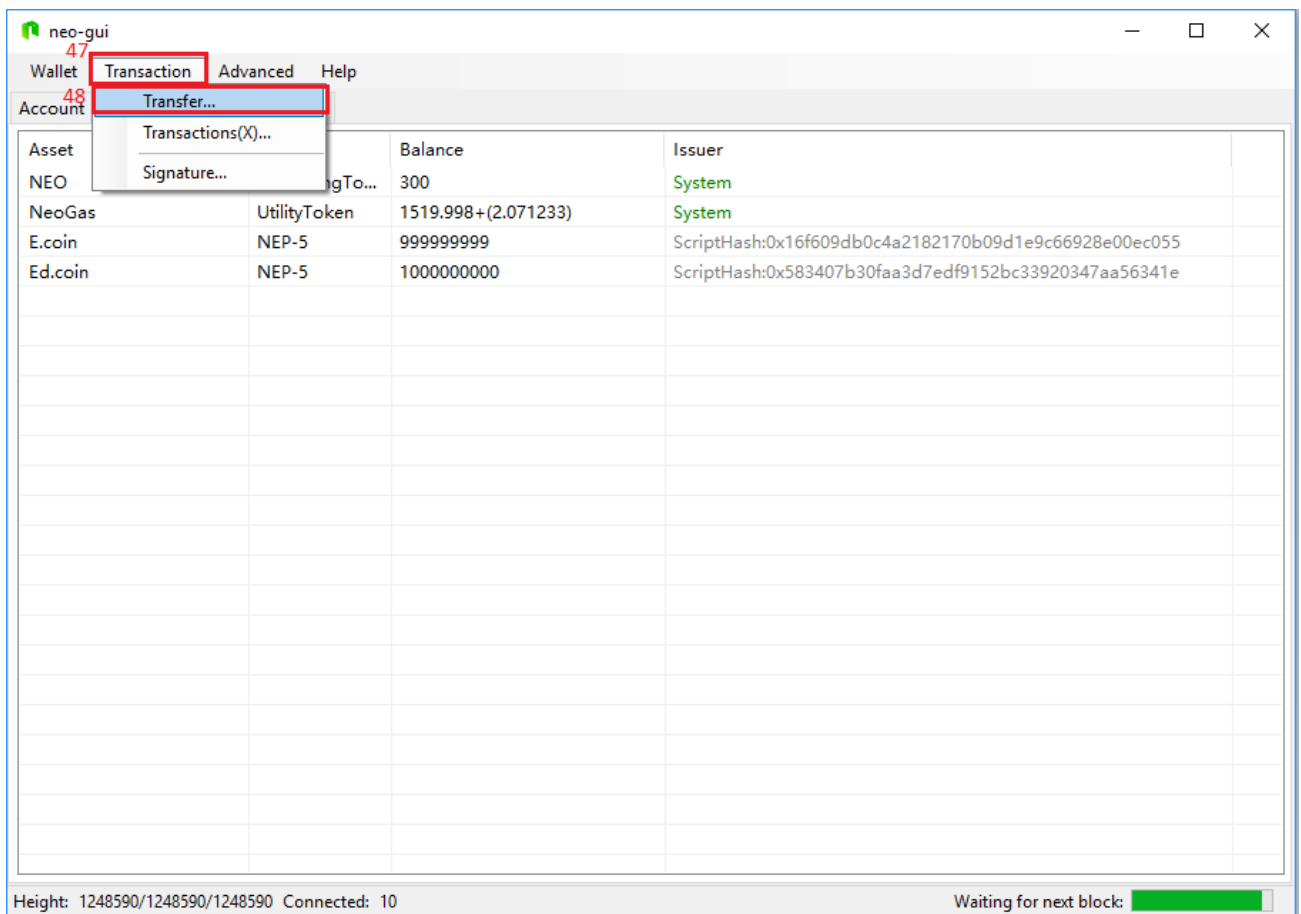 neo-gui
47
Wallet Transaction Advanced Help
48
Account
Transfer...
Transactions(X)...
Signature...
Asset Balance Issuer
NEO ngTo... 300 System
NeoGas UtilityToken 1519.998+(2.071233) System
E.coin NEP-5 999999999 ScriptHash:0x16f609db0c4a2182170b09d1e9c66928e00ec055
Ed.coin NEP-5 1000000000 ScriptHash:0x583407b30faa3d7edf9152bc33920347aa56341e
Height: 1248590/1248590/1248590 Connected: 10 Waiting for next block: